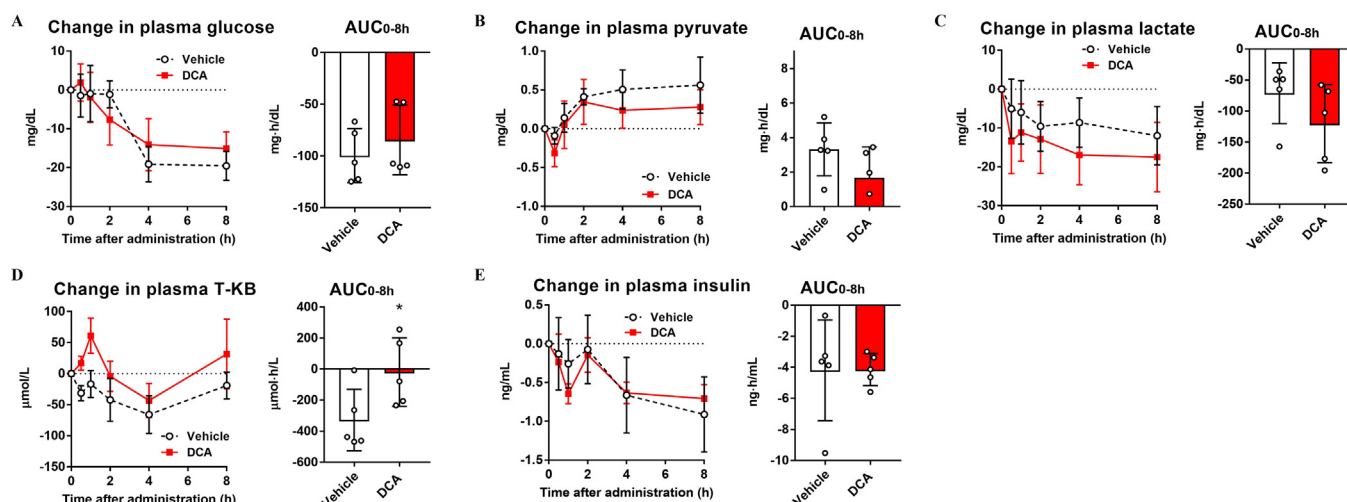 A
Change in plasma glucose
AUC0-8h
Vehicle
DCA
10
0
-10
-20
-30
mg/dL
0
2
4
6
8
Time after administration (h)
0
-50
-100
-150
mg·h/dL
Vehicle
DCA
B
Change in plasma pyruvate
AUC0-8h
1.0
0.5
0.0
-0.5
-1.0
mg/dL
Vehicle
DCA
0
2
4
6
8
Time after administration (h)
8
6
4
2
0
mg·h/dL
Vehicle
DCA
C
Change in plasma lactate
AUC0-8h
Vehicle
DCA
10
0
-10
-20
-30
mg/dL
0
2
4
6
8
Time after administration (h)
0
-50
-100
-150
-200
-250
mg·h/dL
Vehicle
DCA
D
Change in plasma T-KB
AUC0-8h
100
50
0
-50
-100
-150
μmol/L
Vehicle
DCA
0
2
4
6
8
Time after administration (h)
400
200
0
-200
-400
-600
μmol·h/L
*
Vehicle
DCA
E
Change in plasma insulin
AUC0-8h
0.5
0.0
-0.5
-1.0
-1.5
ng/mL
Vehicle
DCA
0
2
4
6
8
Time after administration (h)
0
-2
-4
-6
-8
-10
ng·h/mL
Vehicle
DCA